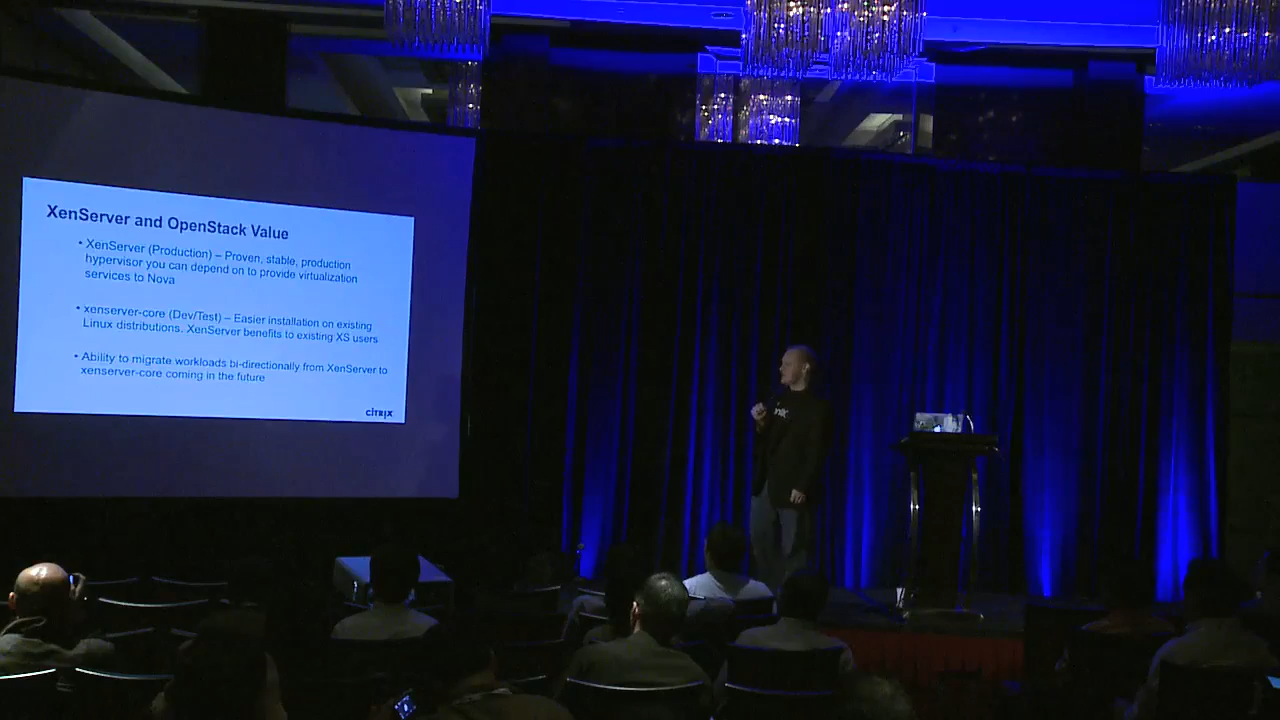 XenServer and OpenStack Value
• XenServer (Production) – Proven, stable, production
hypervisor you can depend on to provide virtualization
services to Nova
• xenserver-core (Dev/Test) – Easier installation on existing
Linux distributions. XenServer benefits to existing XS users
• Ability to migrate workloads bi-directionally from XenServer to
xenserver-core coming in the future
CITRIX